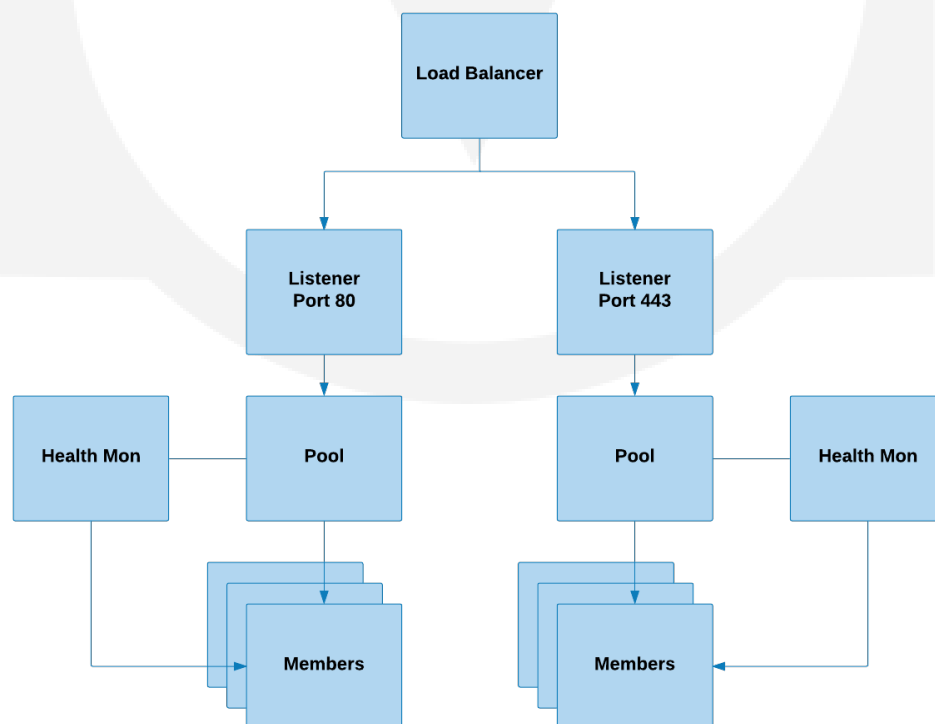 Load Balancer
Listener
Port 80
Listener
Port 443
Health Mon
Pool
Pool
Health Mon
Members
Members